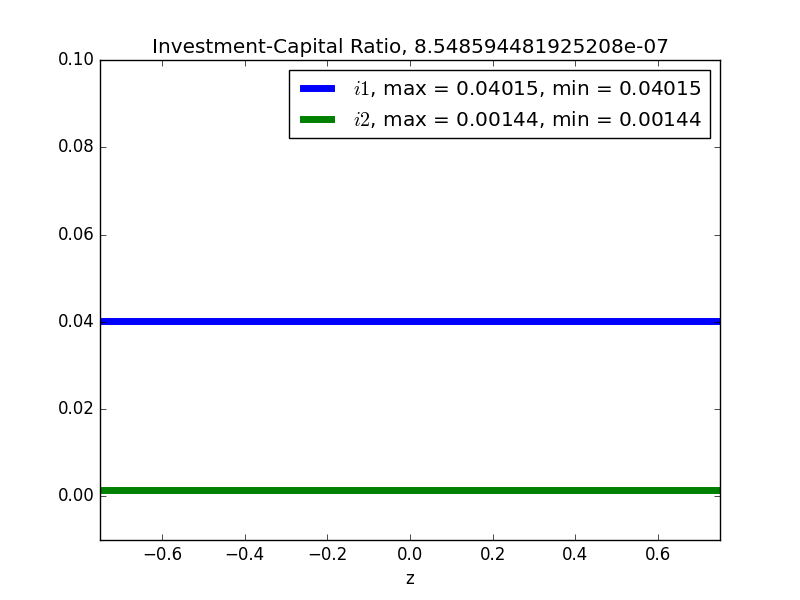 Investment-Capital Ratio, 8.548594481925208e-07
i1, max = 0.04015, min = 0.04015
i2, max = 0.00144, min = 0.00144
0.10
0.08
0.06
0.04
0.02
0.00
−0.6 −0.4 −0.2 0.0 0.2 0.4 0.6
z